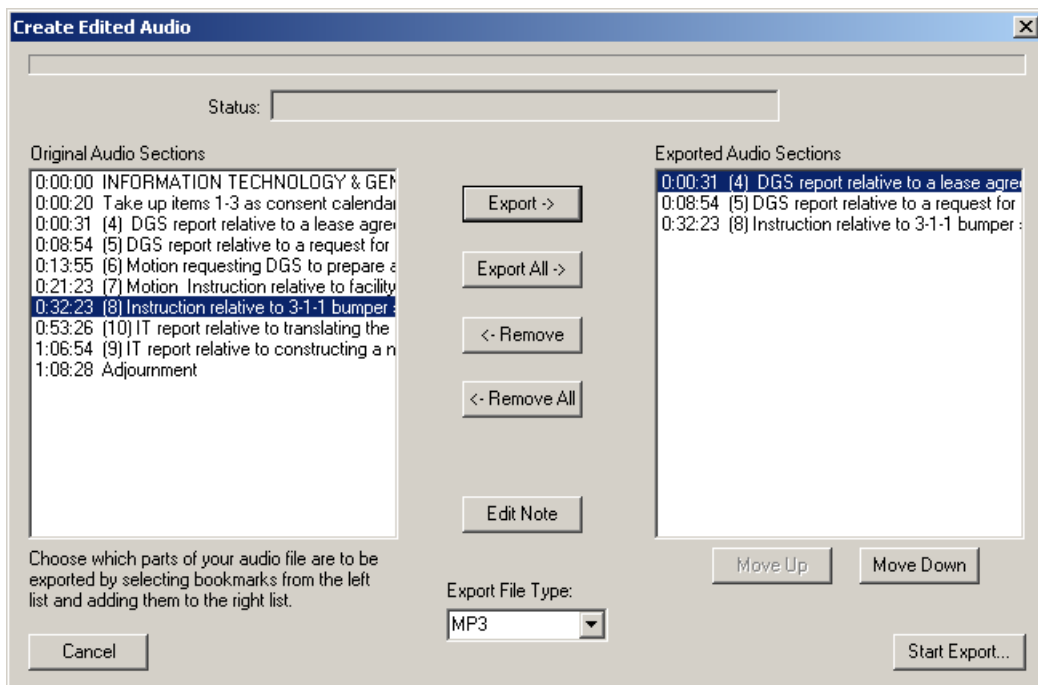 Create Edited Audio
Status:
Original Audio Sections
0:00:00 INFORMATION TECHNOLOGY & GEN
0:00:20 Take up items 1-3 as consent calendar
0:00:31 (4) DGS report relative to a lease agree
0:08:54 (5) DGS report relative to a request for
0:13:55 (6) Motion requesting DGS to prepare a
0:21:23 (7) Motion Instruction relative to facility
0:32:23 (8) Instruction relative to 3-1-1 bumper
0:53:26 (10) IT report relative to translating the
1:06:54 (9) IT report relative to constructing a n
1:08:28 Adjournment
Choose which parts of your audio file are to be
exported by selecting bookmarks from the left
list and adding them to the right list.
Cancel
Export ->
Export All ->
<- Remove
<- Remove All
Edit Note
Export File Type:
MP3
Exported Audio Sections
0:00:31 (4) DGS report relative to a lease agre
0:08:54 (5) DGS report relative to a request for
0:32:23 (8) Instruction relative to 3-1-1 bumper
Move Up
Move Down
Start Export...